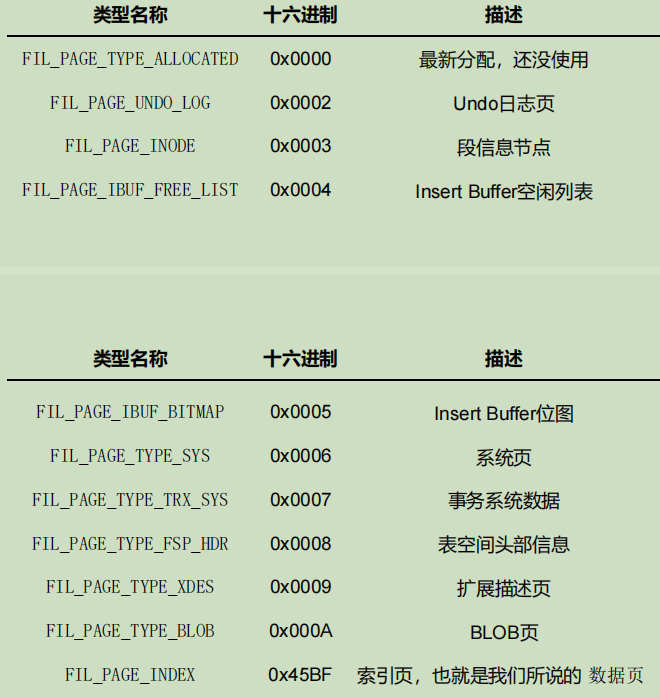 类型名称 十六进制 描述
FIL_PAGE_TYPE_ALLOCATED 0x0000 最新分配，还没使用
FIL_PAGE_UNDO_LOG 0x0002 Undo日志页
FIL_PAGE_INODE 0x0003 段信息节点
FIL_PAGE_IBUF_FREE_LIST 0x0004 Insert Buffer空闲列表
类型名称 十六进制 描述
FIL_PAGE_IBUF_BITMAP 0x0005 Insert Buffer位图
FIL_PAGE_TYPE_SYS 0x0006 系统页
FIL_PAGE_TYPE_TRX_SYS 0x0007 事务系统数据
FIL_PAGE_TYPE_FSP_HDR 0x0008 表空间头部信息
FIL_PAGE_TYPE_XDES 0x0009 扩展描述页
FIL_PAGE_TYPE_BLOB 0x000A BLOB页
FIL_PAGE_INDEX 0x45BF 索引页，也就是我们所说的 数据页